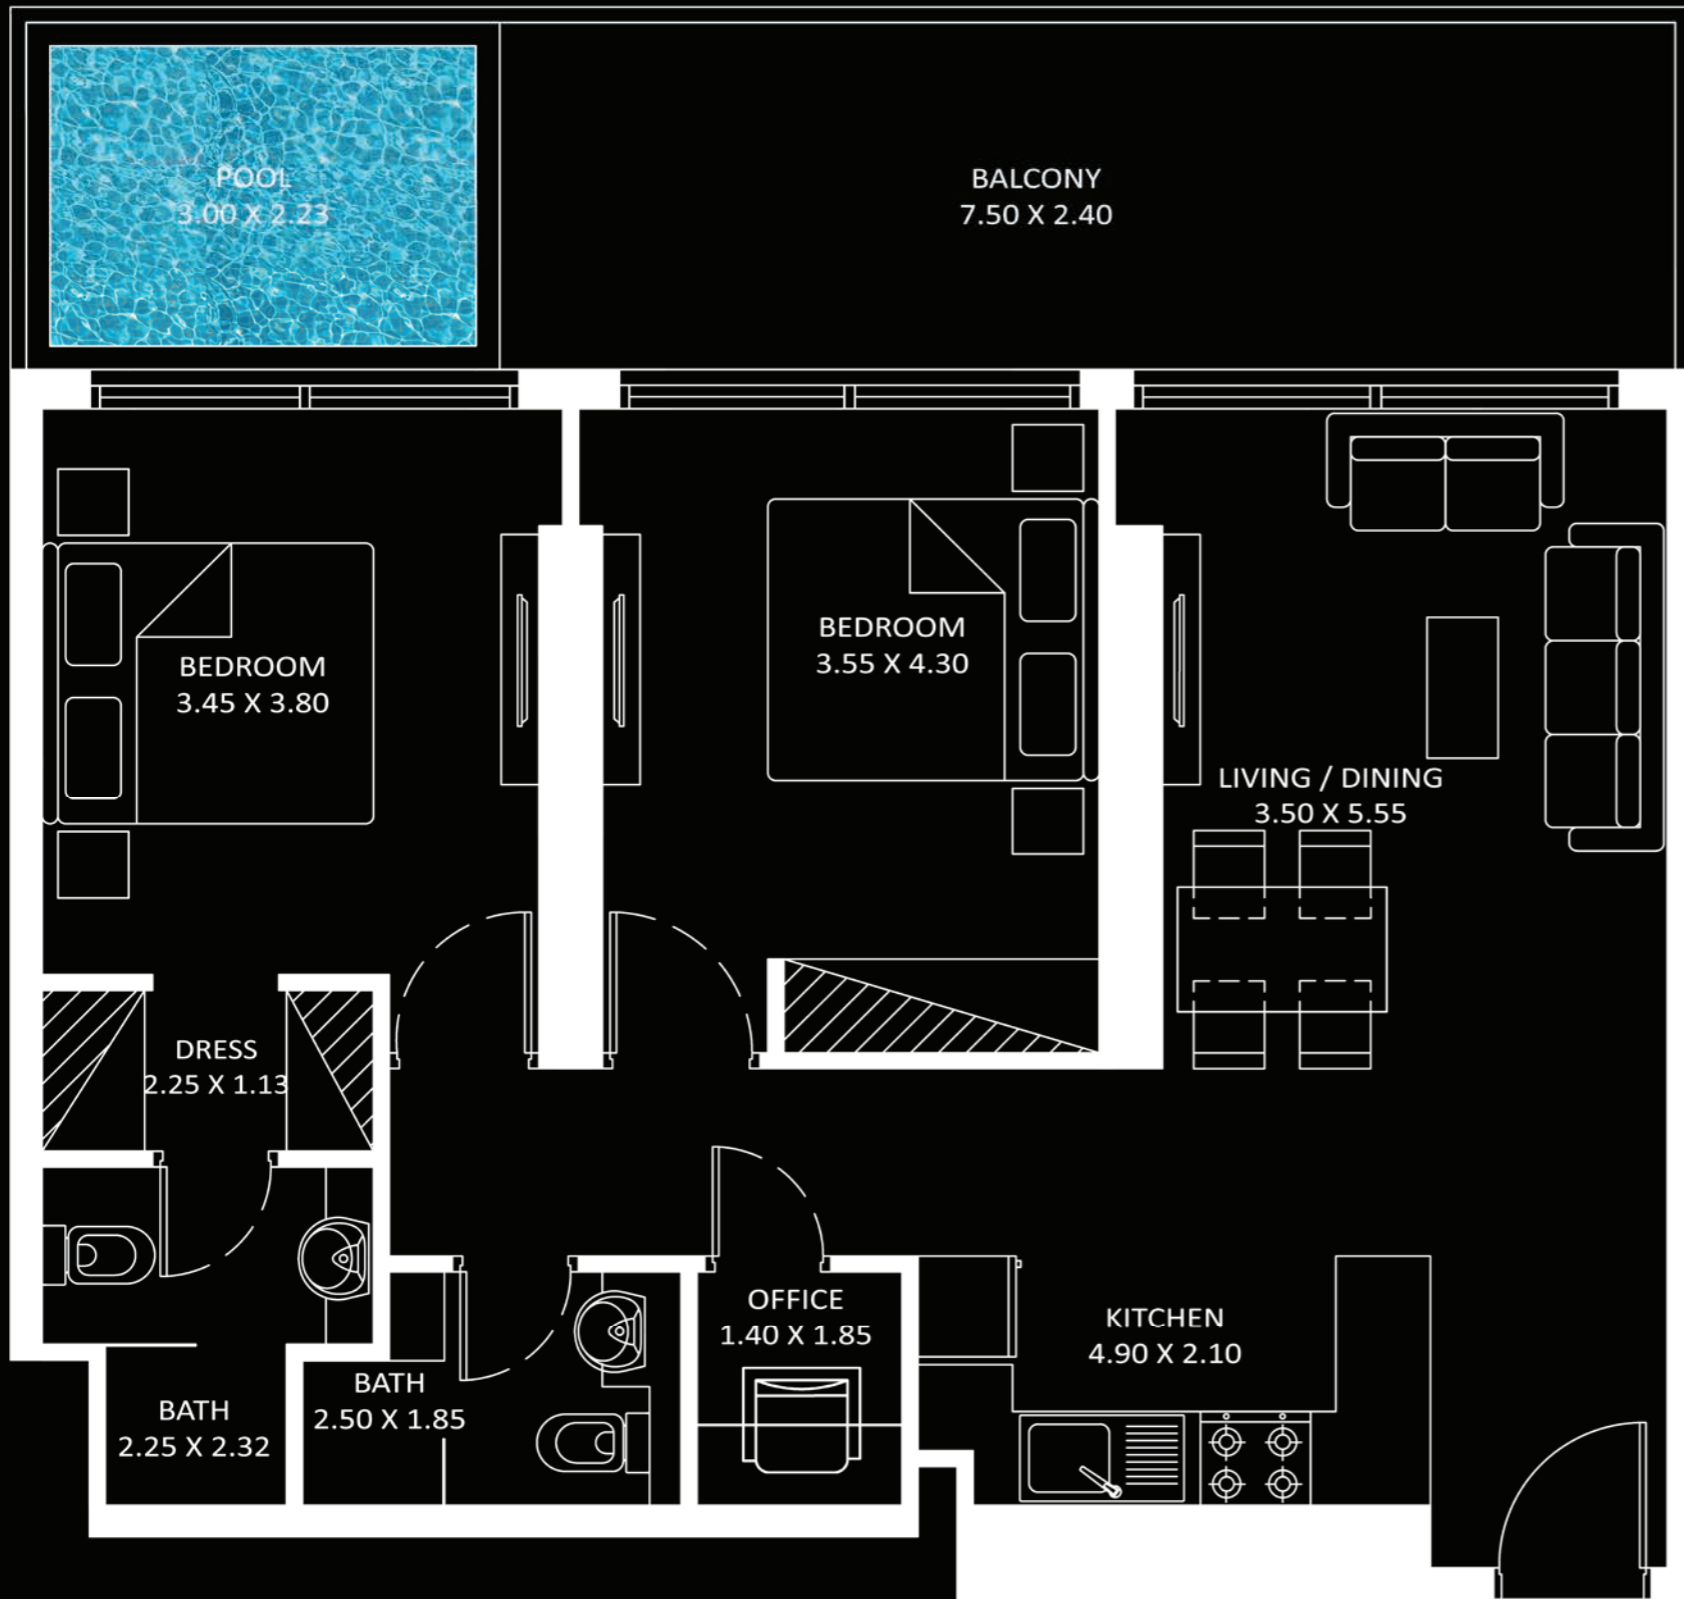 POOL
3.00 X 2.23
BALCONY
7.50 X 2.40
BEDROOM
3.45 X 3.80
BEDROOM
3.55 X 4.30
LIVING / DINING
3.50 X 5.55
DRESS
2.25 X 1.13
OFFICE
1.40 X 1.85
KITCHEN
4.90 X 2.10
BATH
2.25 X 2.32
BATH
2.50 X 1.85